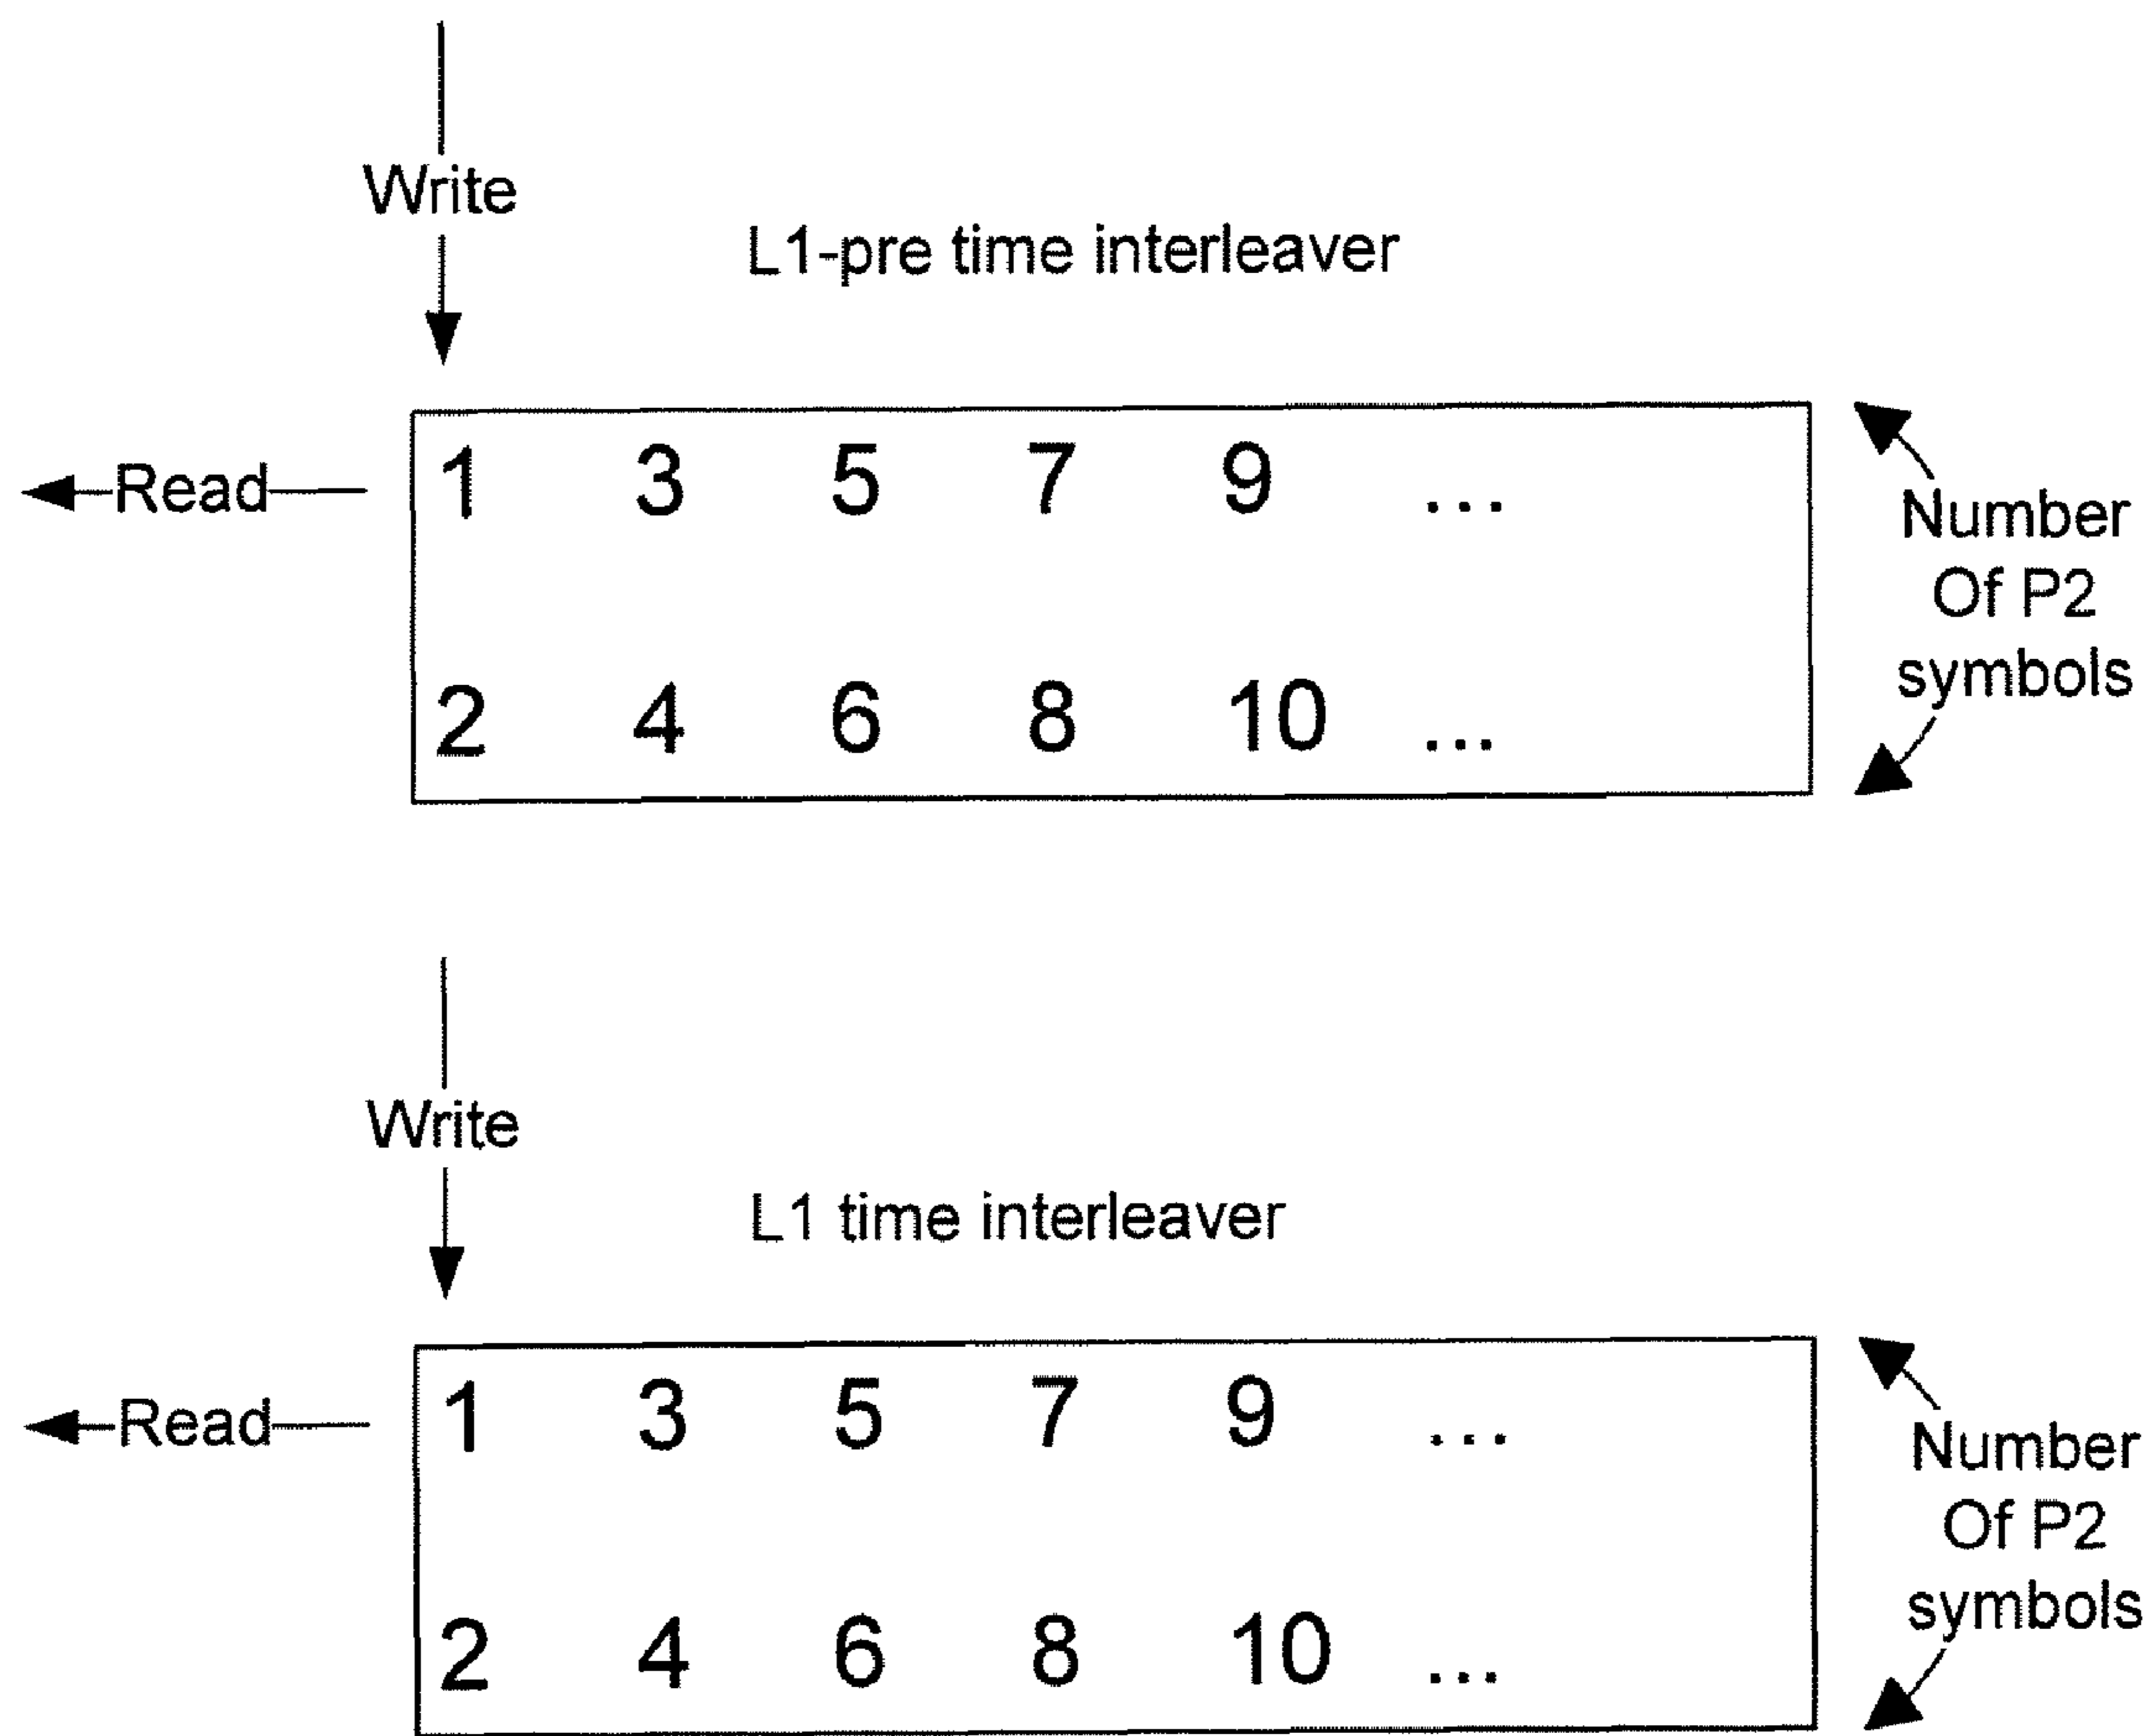 Write
L1-pre time interleaver
Read 1 3 5 7 9 ...
Number
Of P2
symbols
2 4 6 8 10 ...
Write
L1 time interleaver
Read 1 3 5 7 9 ...
Number
Of P2
symbols
2 4 6 8 10 ...